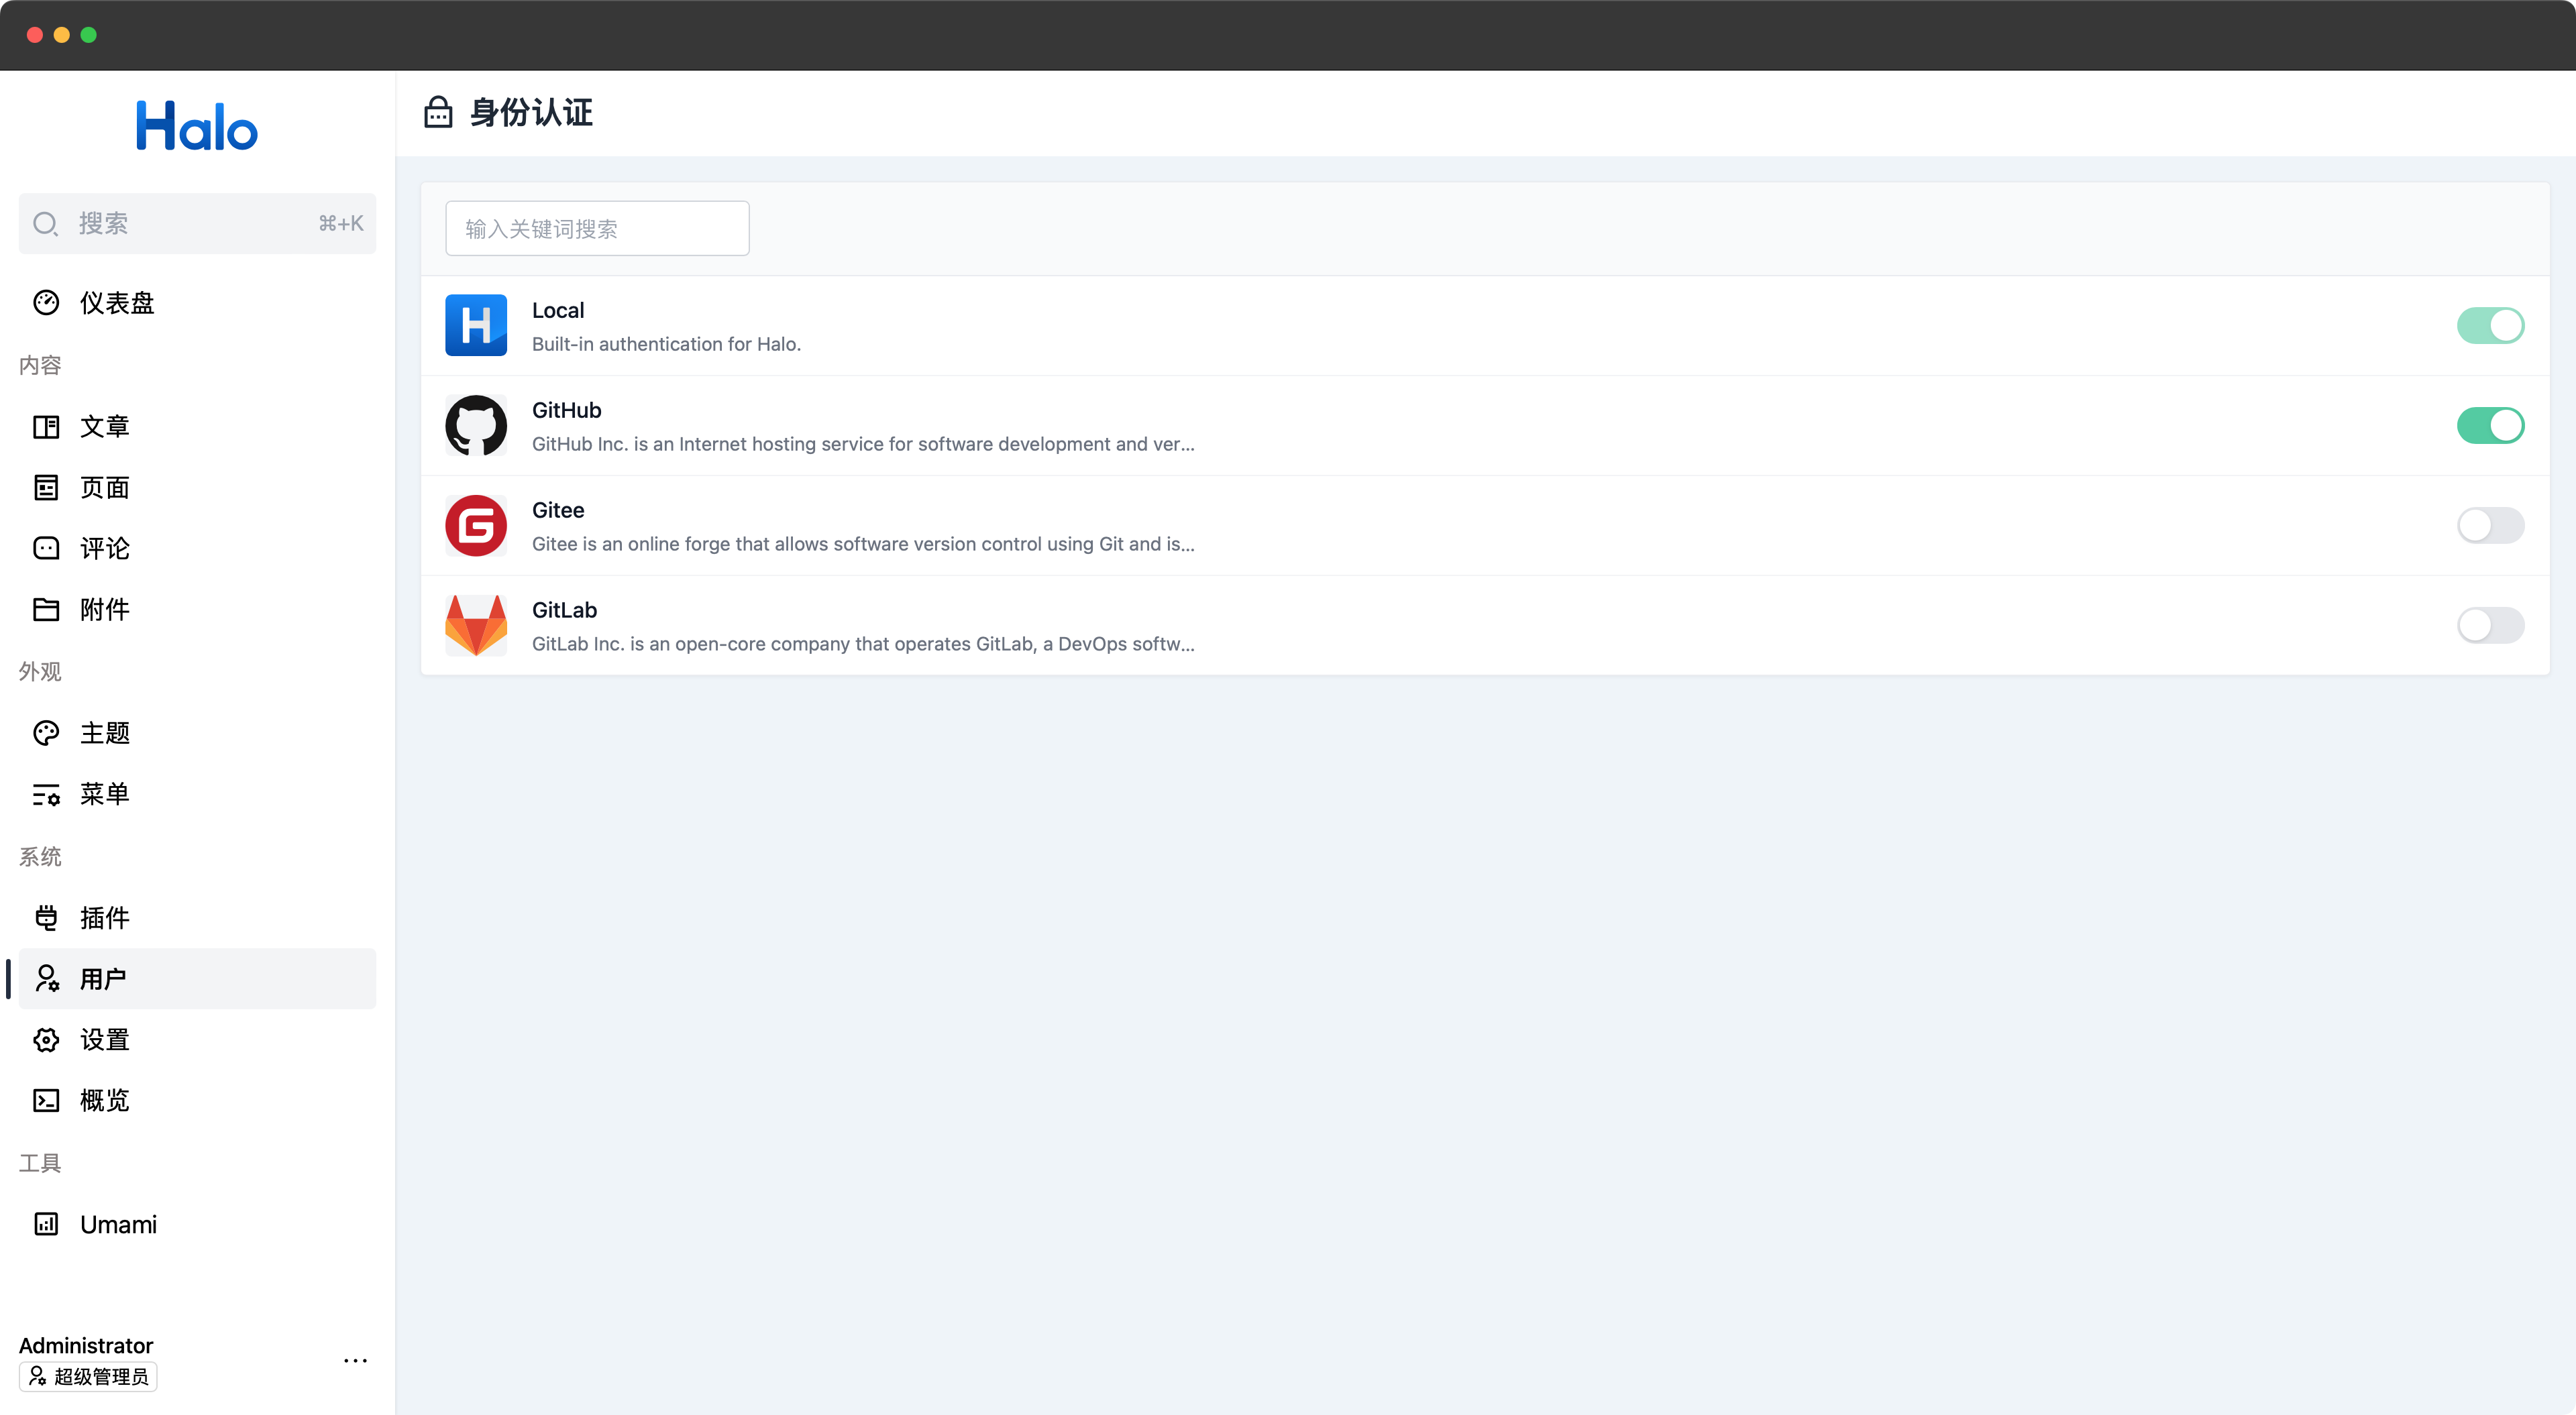 Halo
搜索 ⌘+K
仪表盘
内容
文章
页面
评论
附件
外观
主题
菜单
系统
插件
用户
设置
概览
工具
Umami
Administrator
超级管理员
身份认证
输入关键词搜索
Local
Built-in authentication for Halo.
GitHub
GitHub Inc. is an Internet hosting service for software development and ver...
Gitee
Gitee is an online forge that allows software version control using Git and is...
GitLab
GitLab Inc. is an open-core company that operates GitLab, a DevOps softw...